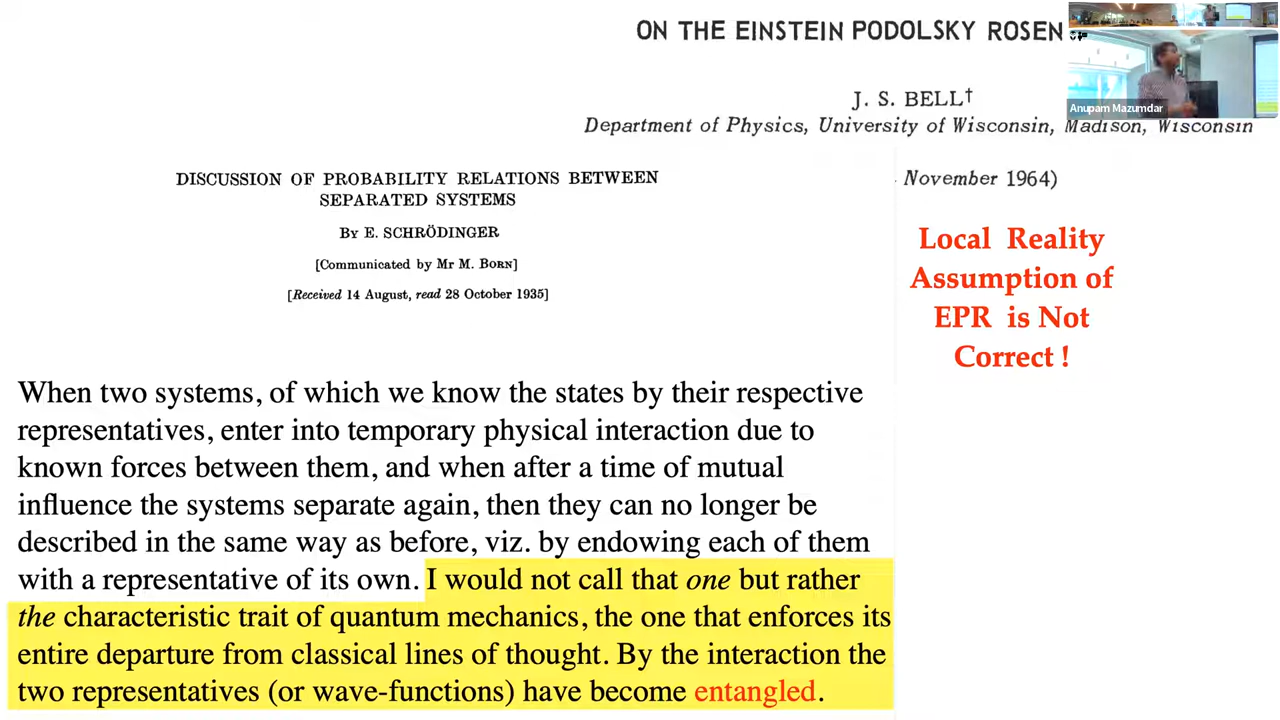 ON THE EINSTEIN PODOLSKY ROSEN
J. S. BELL†
Department of Physics, University of Wisconsin, Madison, Wisconsin
November 1964)
Anupam Mazumdar
DISCUSSION OF PROBABILITY RELATIONS BETWEEN
SEPARATED SYSTEMS
By E. SCHRÖDINGER
[Communicated by Mr M. Born]
[Received 14 August, read 28 October 1935]
Local Reality
Assumption of
EPR is Not
Correct !
When two systems, of which we know the states by their respective
representatives, enter into temporary physical interaction due to
known forces between them, and when after a time of mutual
influence the systems separate again, then they can no longer be
described in the same way as before, viz. by endowing each of them
with a representative of its own. I would not call that one but rather
the characteristic trait of quantum mechanics, the one that enforces its
entire departure from classical lines of thought. By the interaction the
two representatives (or wave-functions) have become entangled.